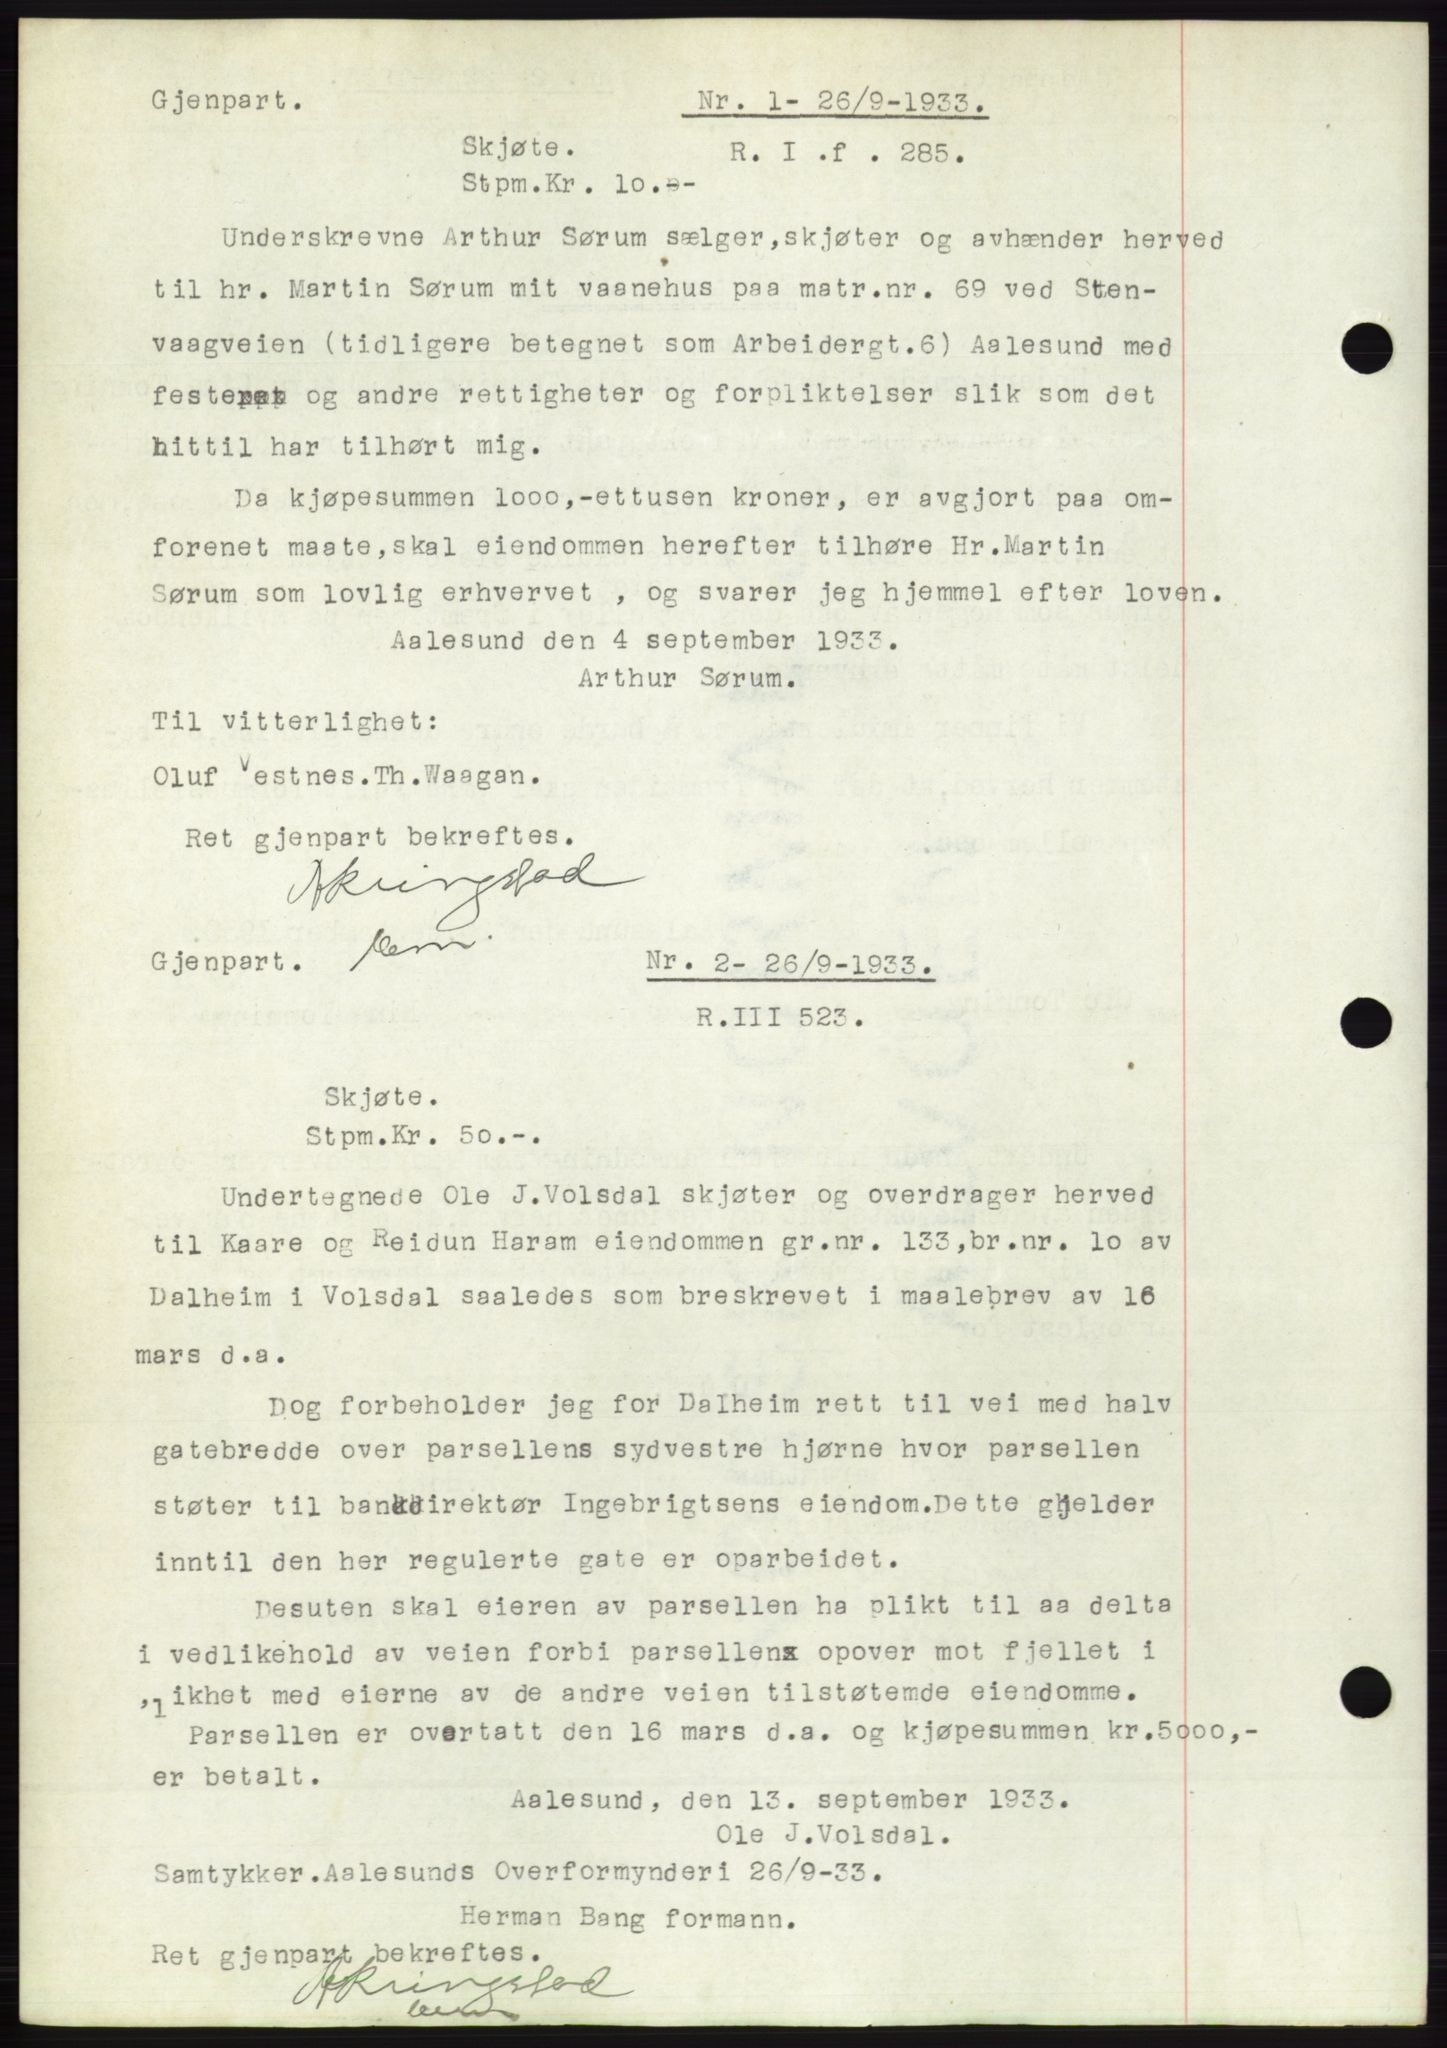 Gjenpart.
Nr. 1- 26/9-1933.
Skjøte.
R. I .f . 285.
Stpm.Kr. 10.--
Underskrevne Arthur Sørum sælger,skjøter og avhænder herved
til hr. Martin Sørum mit vaanehus paa matr.nr. 69 ved Sten-
vaagveien (tidligere betegnet som Arbeidergt.6) Aalesund med
festeret og andre rettigheter og forpliktelser slik som det
hittil har tilhørt mig.
Da kjøpesummen 1000,-ettusen kroner, er avgjort paa om-
forenet maate,skal eiendommen herefter tilhøre Hr.Martin
Sørum som lovlig erhvervet , og svarer jeg hjemmel efter loven.
Aalesund den 4 september 1933.
Arthur Sørum.
Til vitterlighet:
Oluf Vestnes.Th.Waagan.
Ret gjenpart bekreftes.
Gjenpart.
Nr. 2- 26/9-1933.
R.III 523.
Skjøte.
Stpm.Kr. 50.-.
Undertegnede Ole J.Volsdal skjøter og overdrager herved
til Kaare og Reidun Haram eiendommen gr.nr. 133,br.nr. 10 av
Dalheim i Volsdal saaledes som breskrevet i maalebrev av 16
mars d.a.
Dog forbeholder jeg for Dalheim rett til vei med halv
gatebredde over parsellens sydvestre hjørne hvor parsellen
støter til bankdirektør Ingebrigtsens eiendom.Dette gjelder
inntil den her regulerte gate er oparbeidet.
Desuten skal eieren av parsellen ha plikt til aa delta
i vedlikehold av veien forbi parsellenx opover mot fjellet i
,likhet med eierne av de andre veien tilstøtemde eiendomme.
Parsellen er overtatt den 16 mars d.a. og kjøpesummen kr.5000,-
er betalt.
Aalesund, den 13. september 1933.
Ole J.Volsdal.
Samtykker.Aalesunds Overformynderi 26/9-33.
Herman Bang formann.
Ret gjenpart bekreftes.